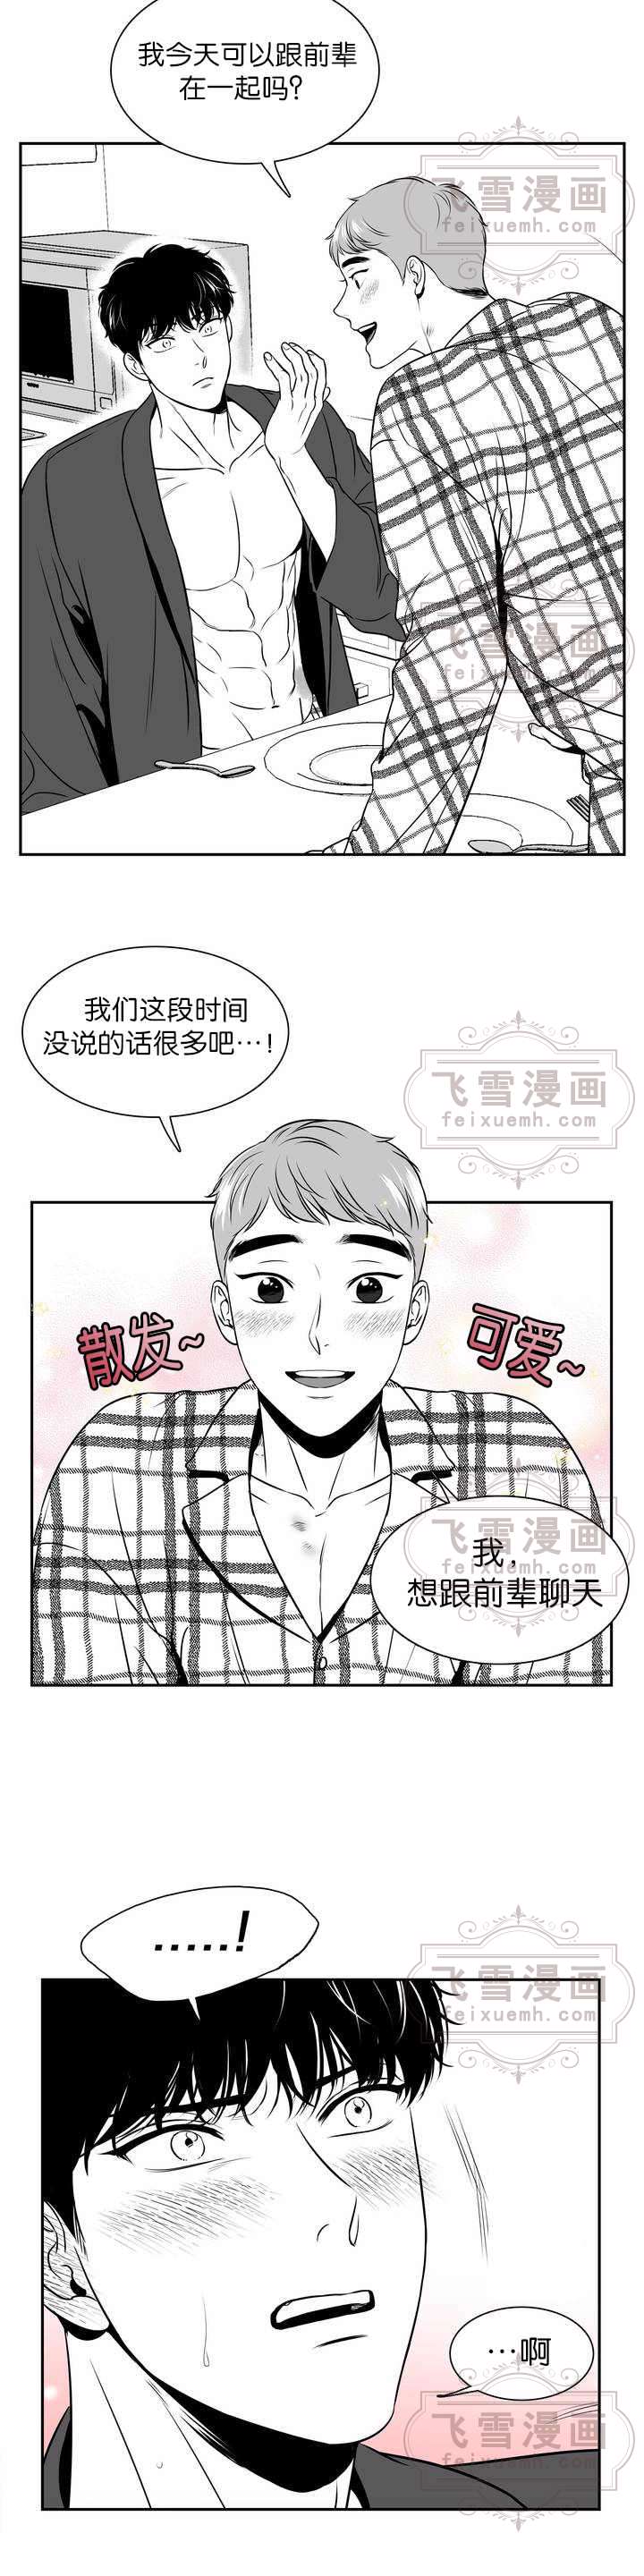 我今天可以跟前辈
在一起吗?
飞雪漫画
feixuemh.com
飞雪漫画
feixuemh.com
我们这段时间
没说的话很多吧…!
飞雪漫画
feixuemh.com
散发~
可爱~
飞雪漫画
feixuemh.com
我,
想跟前辈聊天
……!
飞雪漫画
feixuemh.com
…啊
飞雪漫画
feixuemh.com